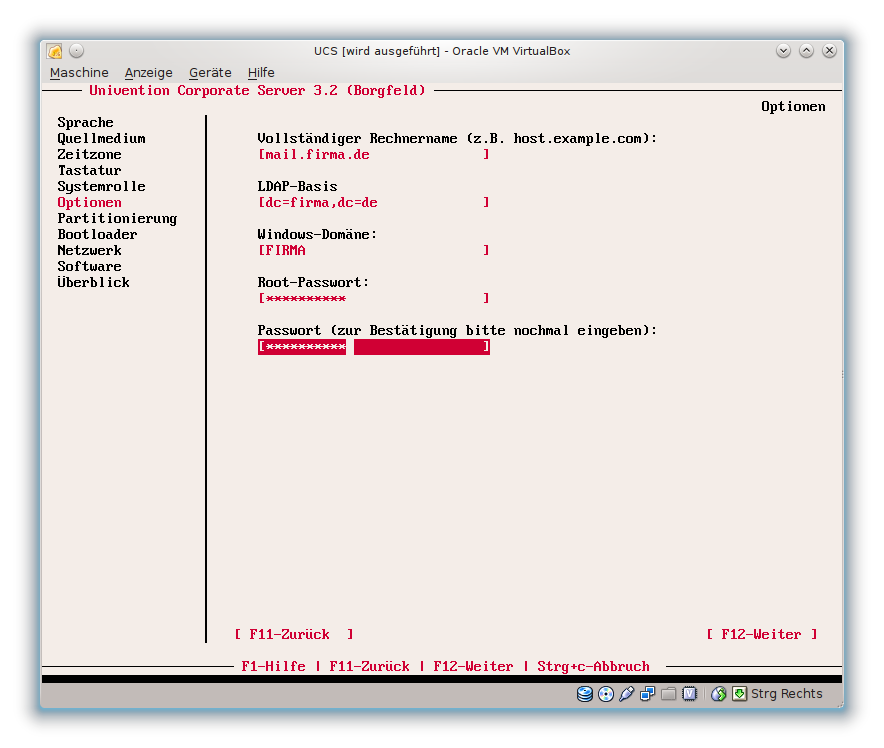 UCS [wird ausgeführt] - Oracle VM VirtualBox
Maschine Anzeige Geräte Hilfe
Univention Corporate Server 3.2 (Borgfeld)
Optionen
Sprache
Quellmedium
Zeitzone
Tastatur
Systemrolle
Optionen
Partitionierung
Bootloader
Netzwerk
Software
Überblick
Vollständiger Rechnername (z.B. host.example.com):
[mail.firma.de ]
LDAP-Basis
[dc=firma,dc=de ]
Windows-Domäne:
[FIRMA ]
Root-Passwort:
[********** ]
Passwort (zur Bestätigung bitte nochmal eingeben):
[********** ]
[ F11-Zurück ] [ F12-Weiter ]
F1-Hilfe | F11-Zurück | F12-Weiter | Strg+c-Abbruch
Strg Rechts